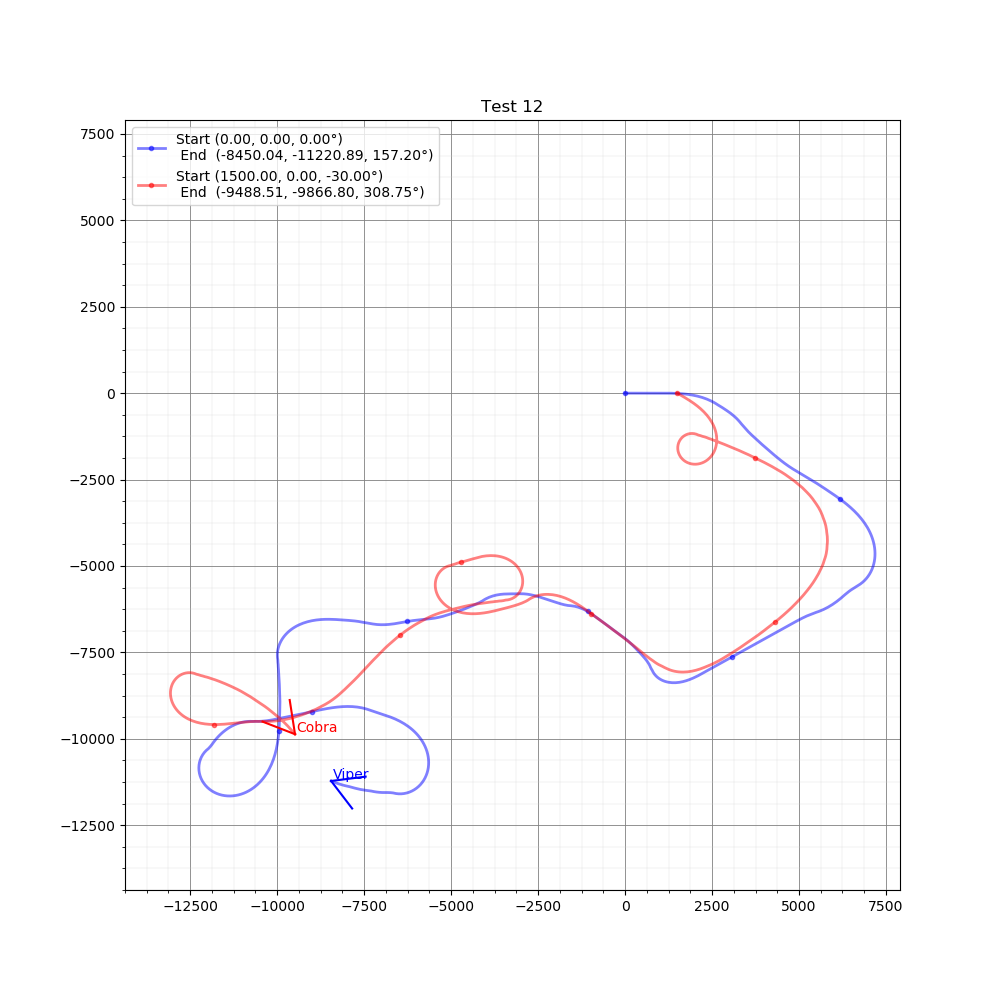 Test 12
Start (0.00, 0.00, 0.00°)
End (-8450.04, -11220.89, 157.20°)
Start (1500.00, 0.00, -30.00°)
End (-9488.51, -9866.80, 308.75°)
7500
5000
2500
0
−2500
−5000
−7500
−10000
−12500
Cobra
Viper
−12500 −10000 −7500 −5000 −2500 0 2500 5000 7500